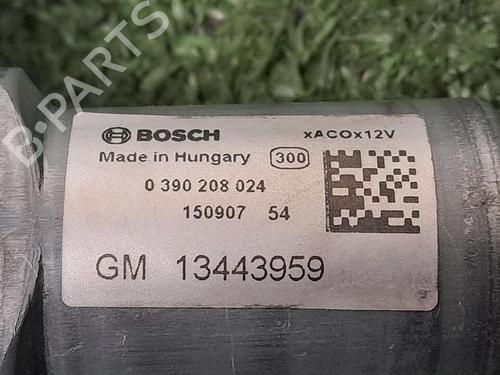 B-PARTS
BOSCH xACOx12V
Made in Hungary 300
0 390 208 024
150907 54
GM 13443959